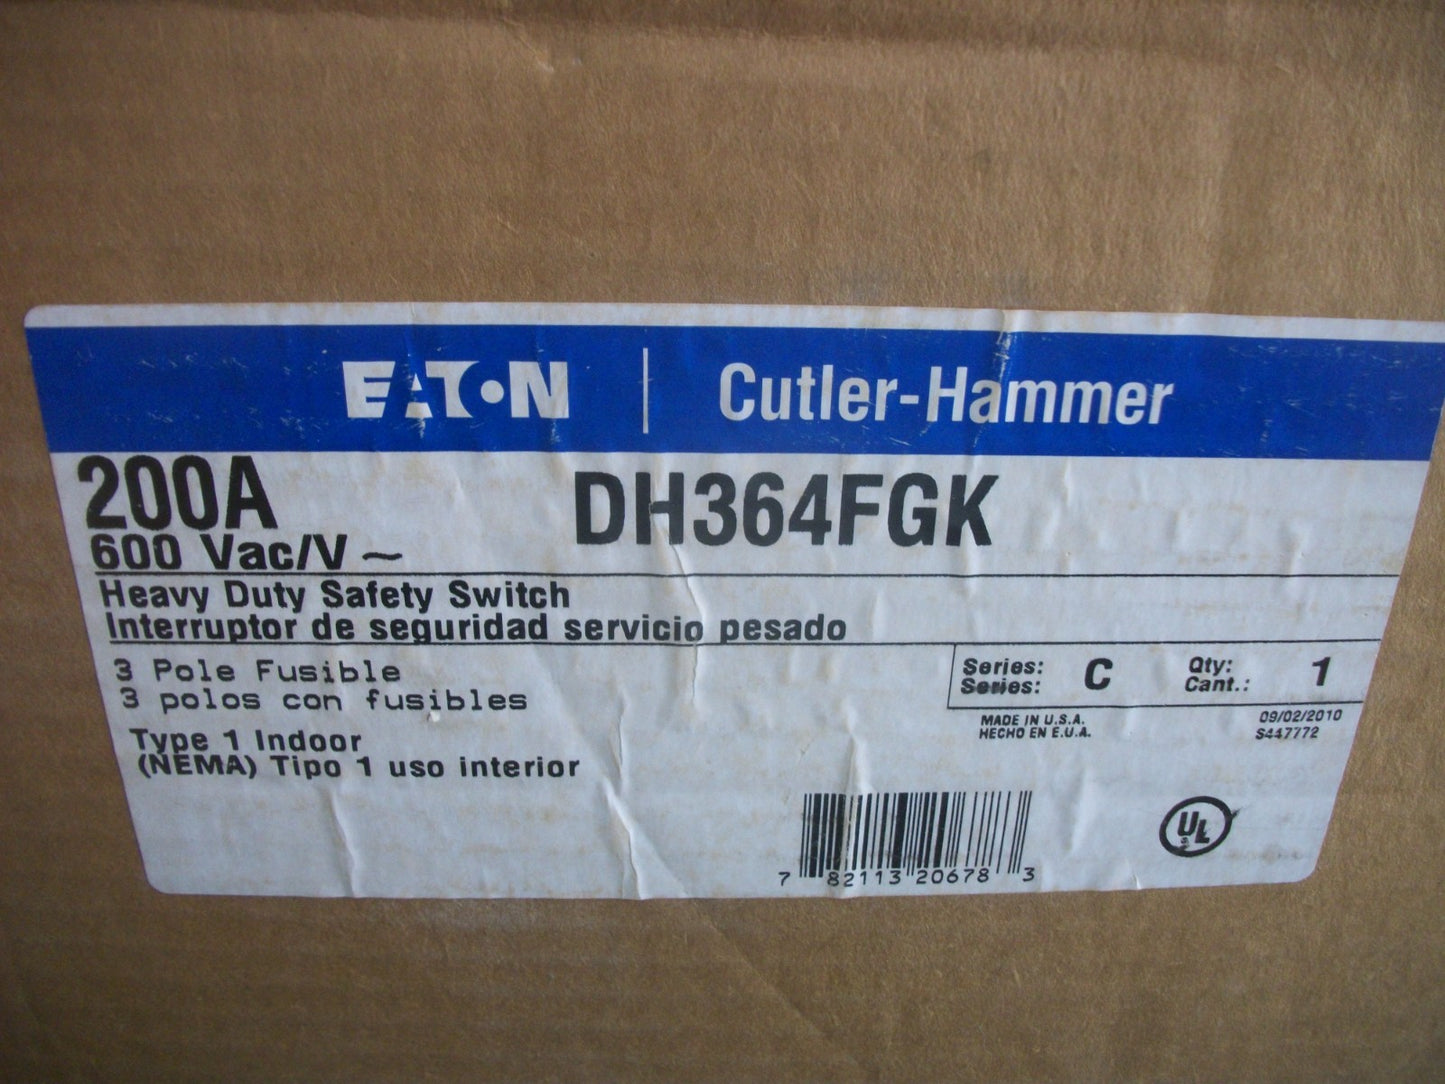 EATON | Cutler-Hammer
200A DH364FGK
600 Vac/V ~
Heavy Duty Safety Switch
Interruptor de seguridad servicio pesado
3 Pole Fusible
3 polos con fusibles
Type 1 Indoor
(NEMA) Tipo 1 uso interior
Series: C Qty: 1
Series: Cant.:
MADE IN U.S.A. 09/02/2010
HECHO EN E.U.A. S447772
UL
7 82113 20678 3